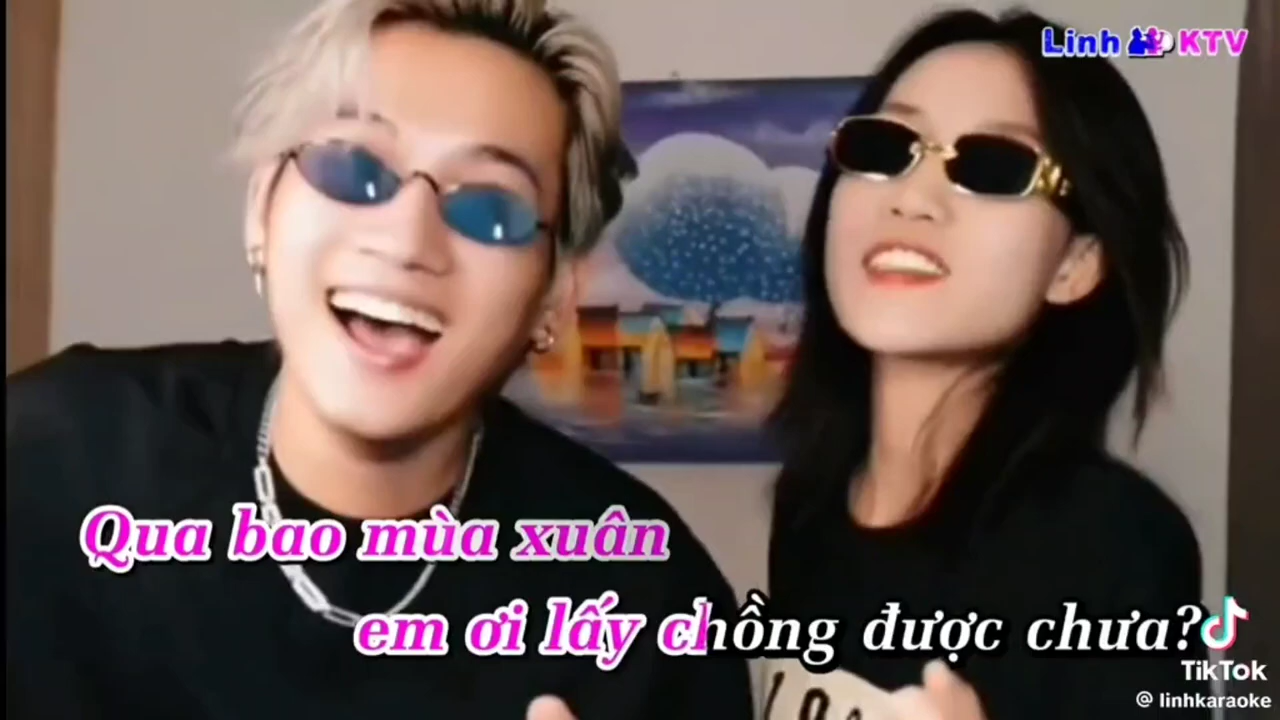 Linh KTV
Qua bao mùa xuân
em ơi lấy chồng được chưa?
TikTok
@ linhkaraoke